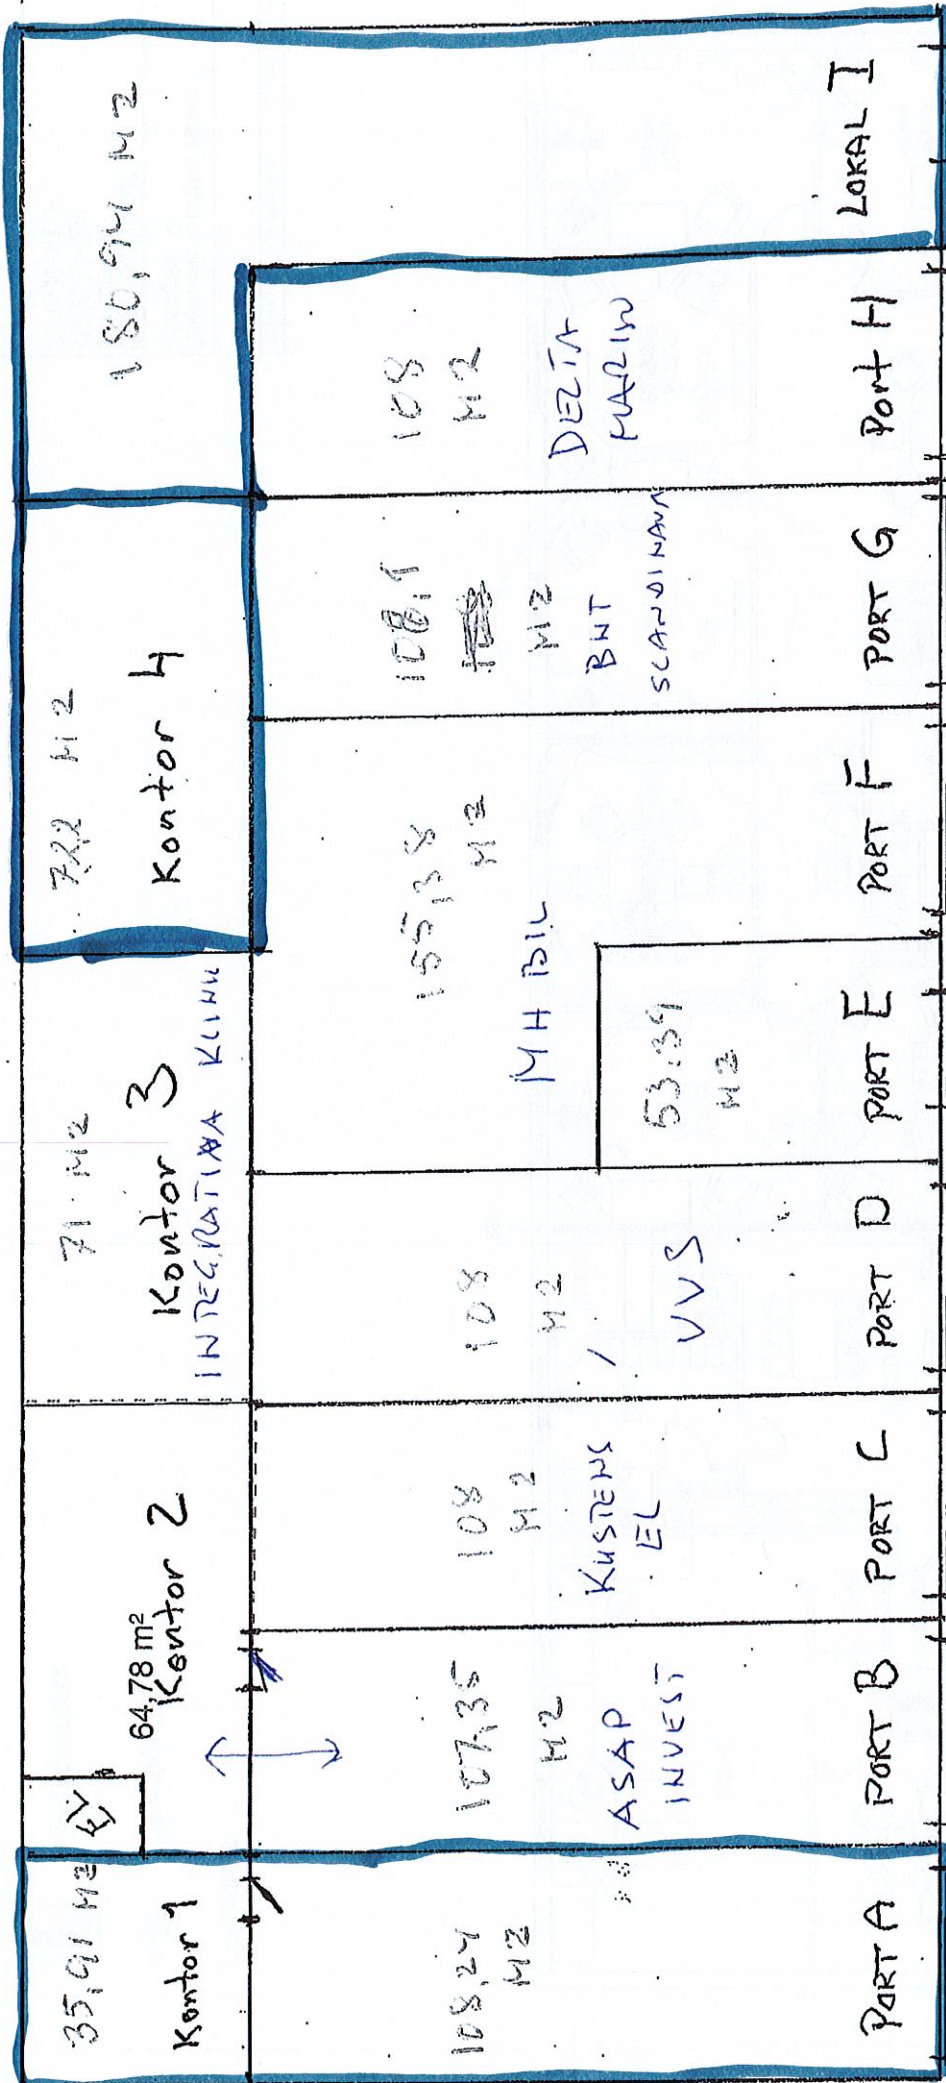 35,91 M2
Kontor 1
EL
64,78 m²
Kontor 2
71 M2
Kontor 3
INTEGRATIVA KLINIK
72,2 M2
Kontor 4
180,94 M2
108,24
M2
PORT A
107,35
M2
ASAP
INVEST
PORT B
108
M2
KUSTENS
EL
PORT C
108
M2
/
VVS
PORT D
53,39
M2
PORT E
155,38
M2
MH BIL
PORT F
108,1
M2
BNT
SCANDINAVIA
PORT G
108
M2
DELTA
MARIN
Port H
LOKAL I